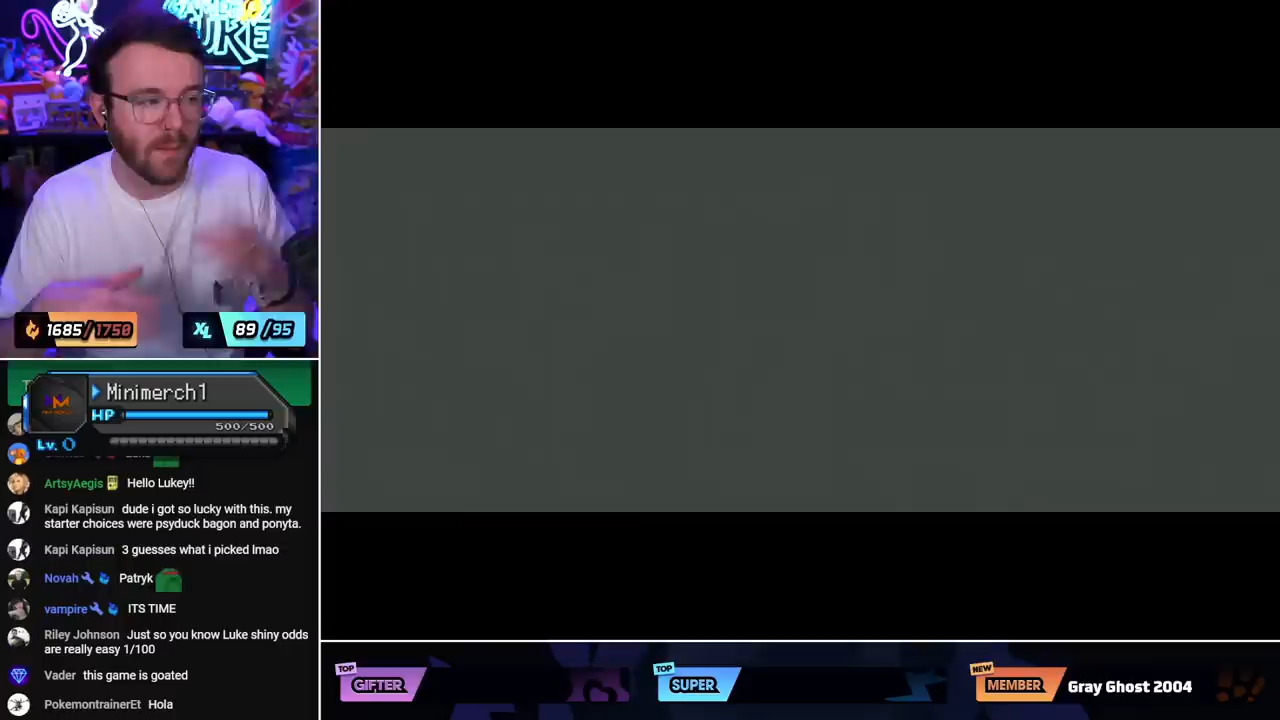 UKE
1685/1750
XL
89/95
Minimerch1
HP
500/500
Lv. 0
ArtsyAegis Hello Lukey!!
Kapi Kapisun dude i got so lucky with this. my
starter choices were psyduck bagon and ponyta.
Kapi Kapisun 3 guesses what i picked lmao
Novah Patryk
vampire ITS TIME
Riley Johnson Just so you know Luke shiny odds
are really easy 1/100
Vader this game is goated
PokemontrainerEt Hola
TOP
GIFTER
TOP
SUPER
NEW
MEMBER
Gray Ghost 2004